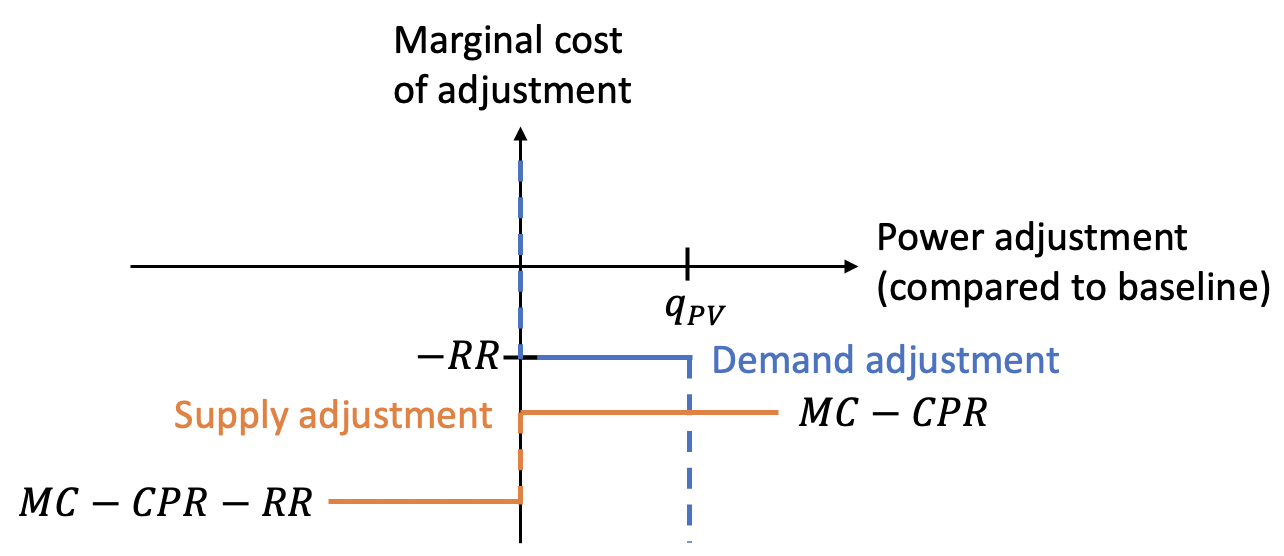 Marginal cost
of adjustment
Power adjustment
(compared to baseline)
q_{PV}
−RR
Demand adjustment
Supply adjustment
MC − CPR
MC − CPR − RR